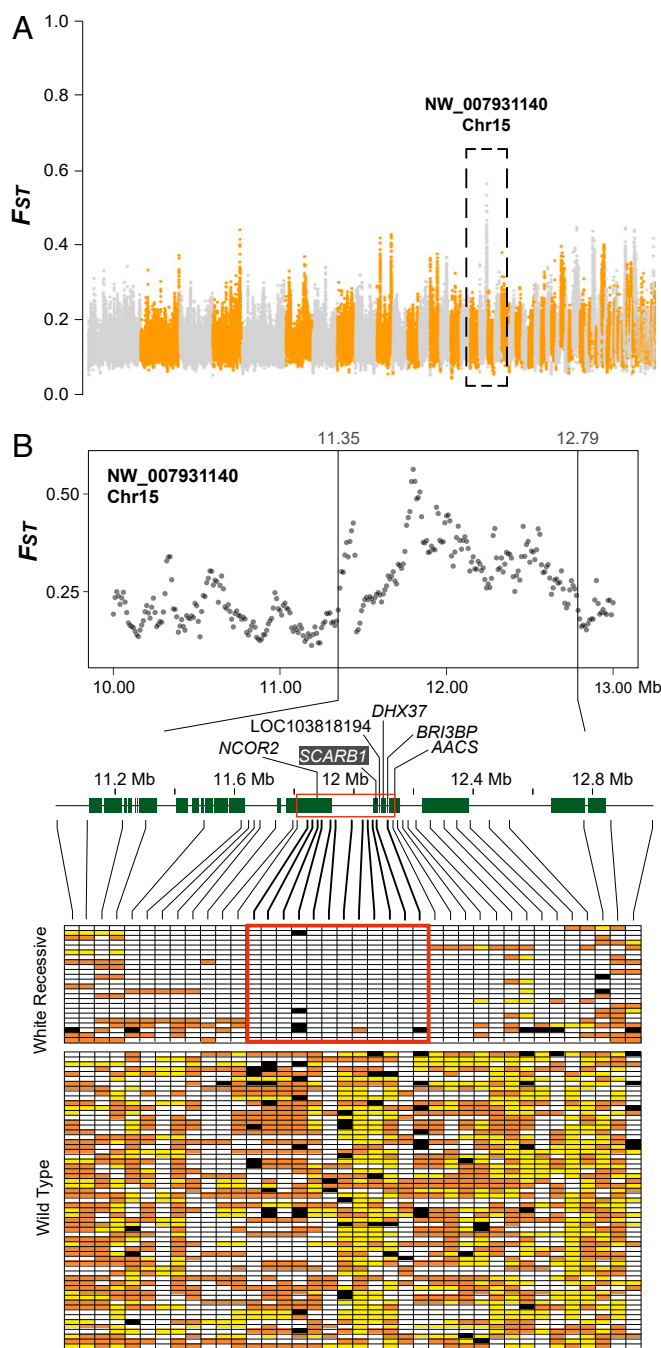 A
1.0
0.8
0.6
0.4
0.2
0.0
FST
NW_007931140
Chr15
B
11.35
12.79
NW_007931140
Chr15
0.50
0.25
FST
10.00
11.00
12.00
13.00 Mb
DHX37
LOC103818194
BRI3BP
NCOR2
SCARB1
AACS
11.2 Mb
11.6 Mb
12 Mb
12.4 Mb
12.8 Mb
White Recessive
Wild Type